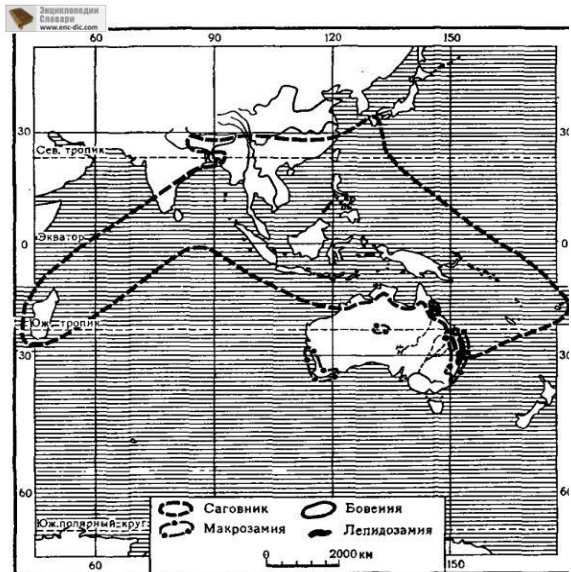 Энциклопедии
Словари
www.enc-dic.com
60 90 120 150
30 Сев. тропик 30
0 Экватор 0
Юж. тропик
30 30
60 60
Юж.полярный круг
Саговник Бовения
Макрозамия Лепидозамия
60 0 2000 км 150